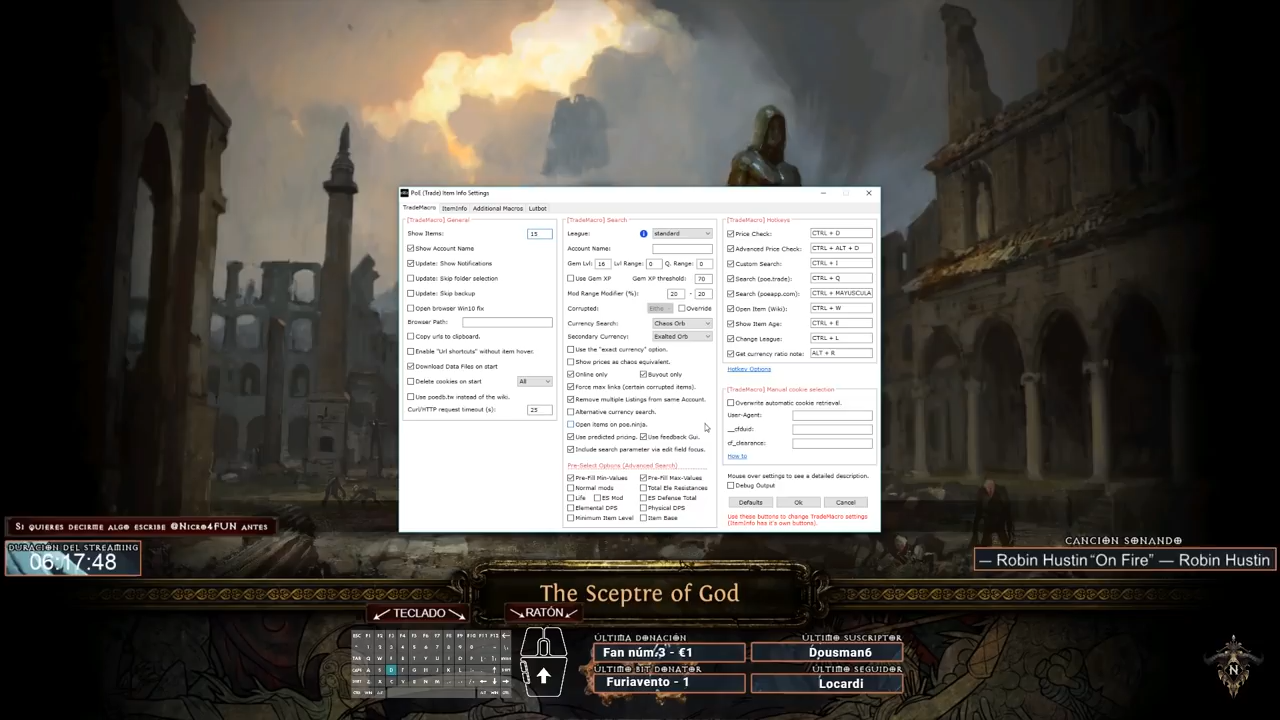 PoE (Trade) Item Info Settings
TradeMacro ItemInfo Additional Macros Lutbot
[TradeMacro] General
Show Items: 15
Show Account Name
Update: Show Notifications
Update: Skip folder selection
Update: Skip backup
Open browser Win10 fix
Browser Path:
Copy urls to clipboard.
Enable "Url shortcuts" without item hover.
Download Data Files on start
Delete cookies on start All
Use poedb.tw instead of the wiki.
Curl/HTTP request timeout (s): 25
[TradeMacro] Search
League: standard
Account Name:
Gem Lvl: 16 Lvl Range: 0 Q. Range: 0
Use Gem XP Gem XP threshold: 70
Mod Range Modifier (%): 20 - 20
Corrupted: Override
Currency Search: Chaos Orb
Secondary Currency: Exalted Orb
Use the "exact currency" option.
Show prices as chaos equivalent.
Online only Buyout only
Force max links (certain corrupted items).
Remove multiple Listings from same Account.
Alternative currency search.
Open items on poe.ninja.
Use predicted pricing. Use feedback Gui.
Include search parameter via edit field focus.
Pre-Select Options (Advanced Search)
Pre-Fill Min-Values Pre-Fill Max-Values
Normal mods Total Ele Resistances
Life ES Mod ES Defense Total
Elemental DPS Physical DPS
Minimum Item Level Item Base
[TradeMacro] Hotkeys
Price Check: CTRL + D
Advanced Price Check: CTRL + ALT + D
Custom Search: CTRL + I
Search (poe.trade): CTRL + Q
Search (poeapp.com): CTRL + MAYUSCULA
Open Item (Wiki): CTRL + W
Show Item Age: CTRL + E
Change League: CTRL + L
Get currency ratio note: ALT + R
Hotkey Options
[TradeMacro] Manual cookie selection
Overwrite automatic cookie retrieval.
User-Agent:
__cfduid:
cf_clearance:
How to
Mouse over settings to see a detailed description.
Debug Output
Defaults Ok Cancel
Use these buttons to change TradeMacro settings
(ItemInfo has it's own buttons).
Si quieres decirme algo escribe @Nicro4FUN antes
Duración del streaming
06:17:48
Canción sonando
— Robin Hustin "On Fire" — Robin Hustin
The Sceptre of God
TECLADO RATÓN
Última donación
Fan núm.3 - €1
Último suscriptor
Dousman6
Último bit donator
Furiavento - 1
Último seguidor
Locardi
N